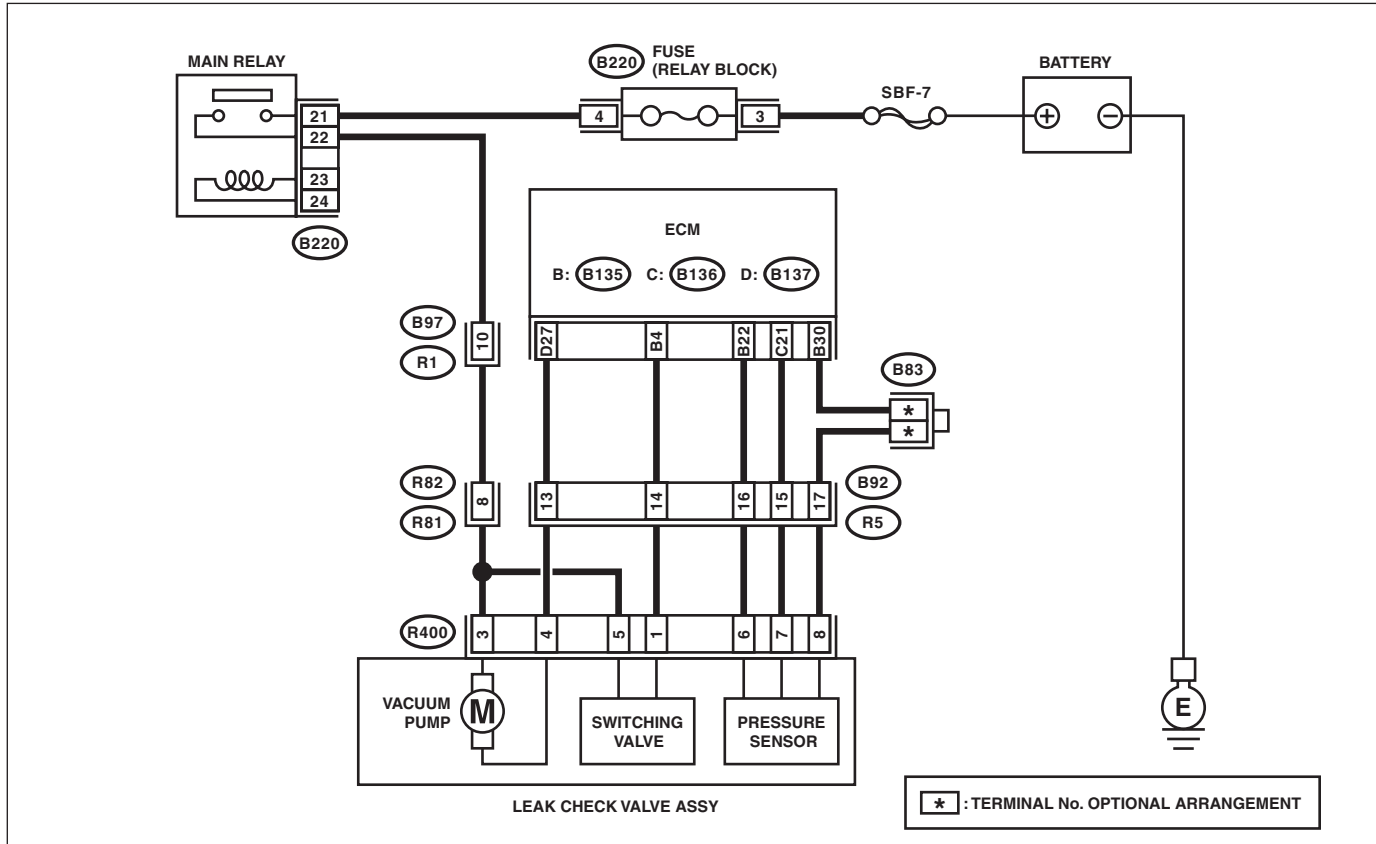 MAIN RELAY
B220
FUSE
(RELAY BLOCK)
BATTERY
SBF-7
21
22
23
24
4
3
+
−
B220
ECM
B: B135 C: B136 D: B137
D27 B4 B22 C21 B30
B97
10
R1
B83
*
*
R82
8
R81
13 14 16 15 17
B92
R5
R400
3 4 5 1 6 7 8
VACUUM
PUMP
M
SWITCHING
VALVE
PRESSURE
SENSOR
E
LEAK CHECK VALVE ASSY
* : TERMINAL No. OPTIONAL ARRANGEMENT